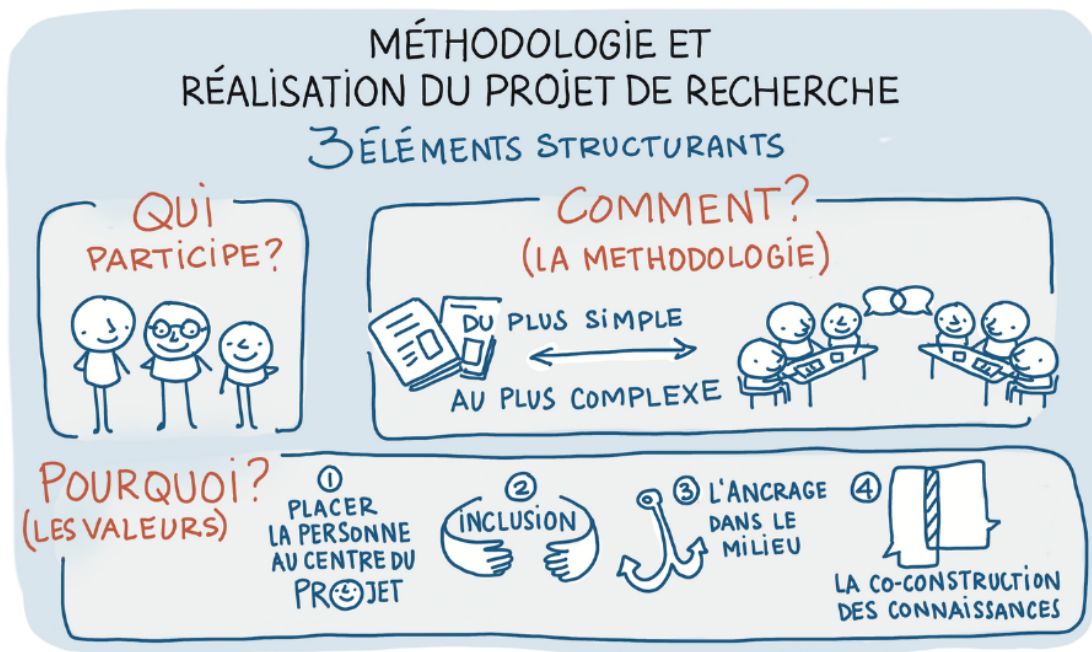 MÉTHODOLOGIE ET
RÉALISATION DU PROJET DE RECHERCHE
3 ÉLÉMENTS STRUCTURANTS
QUI
PARTICIPE?
COMMENT?
(LA METHODOLOGIE)
DU PLUS SIMPLE
AU PLUS COMPLEXE
POURQUOI?
(LES VALEURS)
①
PLACER
LA PERSONNE
AU CENTRE DU
PROJET
②
INCLUSION
③ L'ANCRAGE
DANS LE
MILIEU
④
LA CO-CONSTRUCTION
DES CONNAISSANCES